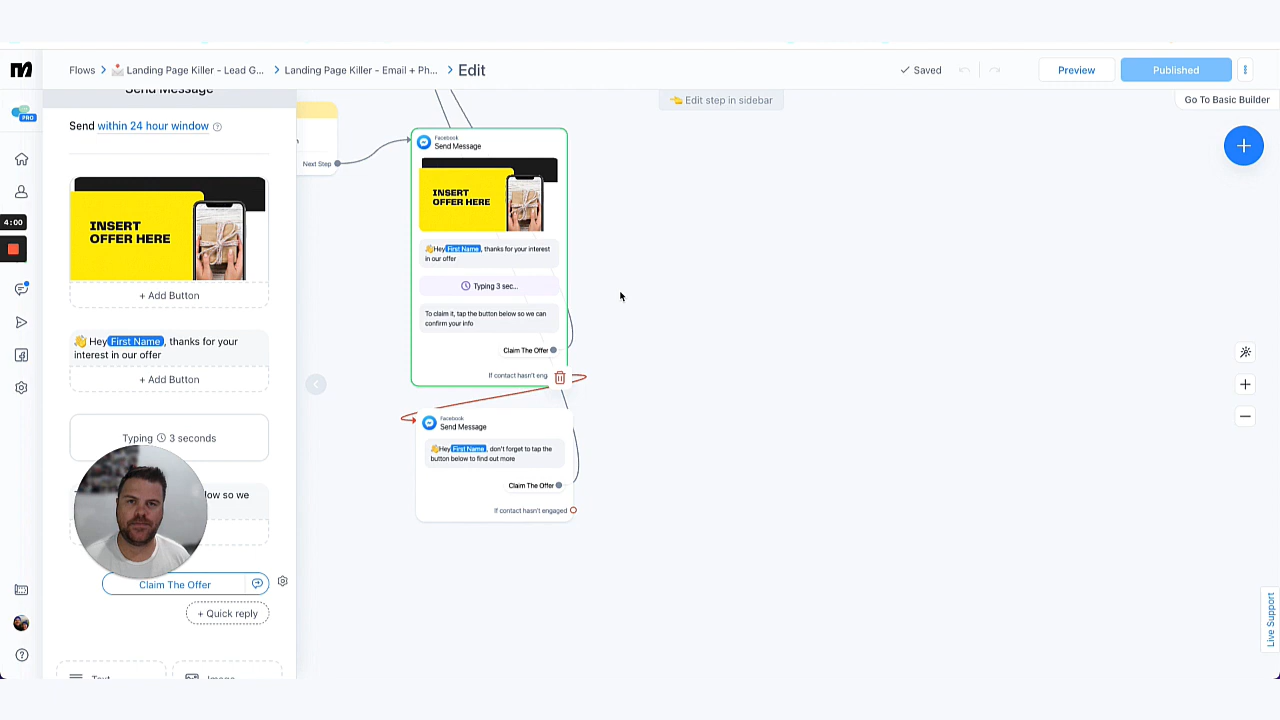 Flows
Landing Page Killer - Lead G...
Landing Page Killer - Email + Ph...
Edit
Saved
Preview
Published
Go To Basic Builder
PRO
4:00
Send Message
Send within 24 hour window
INSERT
OFFER HERE
+ Add Button
👋 Hey First Name, thanks for your
interest in our offer
+ Add Button
Typing 3 seconds
low so we
Claim The Offer
+ Quick reply
Text
Image
👈 Edit step in sidebar
Next Step
Facebook
Send Message
INSERT
OFFER HERE
👋Hey First Name, thanks for your interest
in our offer
Typing 3 sec...
To claim it, tap the button below so we can
confirm your info
Claim The Offer
If contact hasn't eng
Facebook
Send Message
👋Hey First Name, don't forget to tap the
button below to find out more
Claim The Offer
If contact hasn't engaged
Live Support